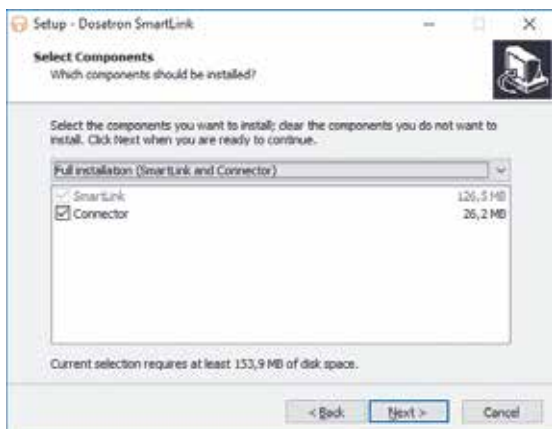 Setup - Dosatron SmartLink
Select Components
Which components should be installed?
Select the components you want to install; clear the components you do not want to
install. Click Next when you are ready to continue.
Full installation (SmartLink and Connector)
SmartLink 126,5 MB
Connector 26,2 MB
Current selection requires at least 153,9 MB of disk space.
< Back Next > Cancel